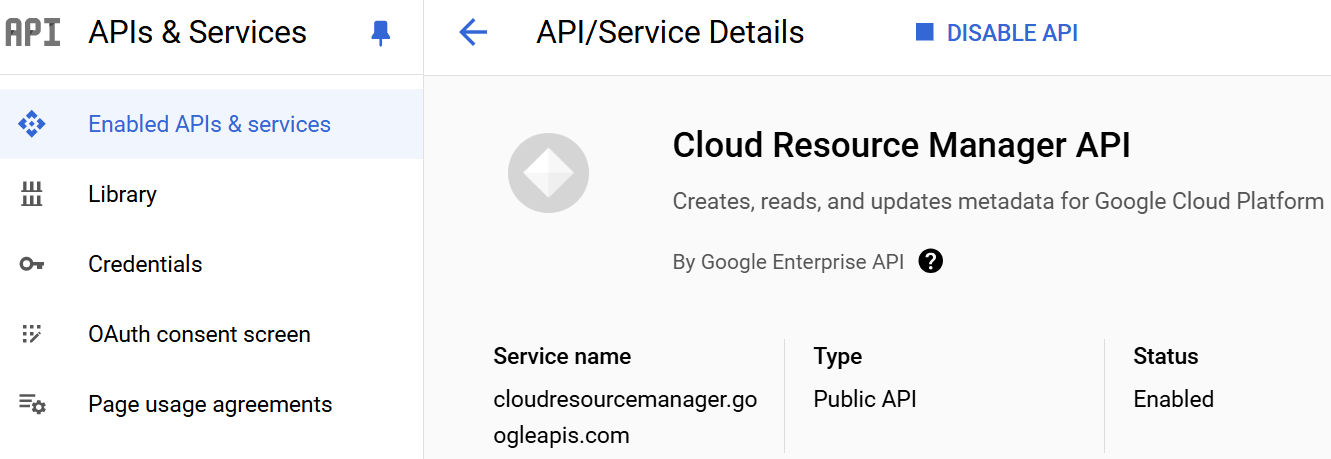 API APIs & Services
API/Service Details
DISABLE API
Enabled APIs & services
Library
Credentials
OAuth consent screen
Page usage agreements
Cloud Resource Manager API
Creates, reads, and updates metadata for Google Cloud Platform
By Google Enterprise API ?
Service name
cloudresourcemanager.go
ogleapis.com
Type
Public API
Status
Enabled